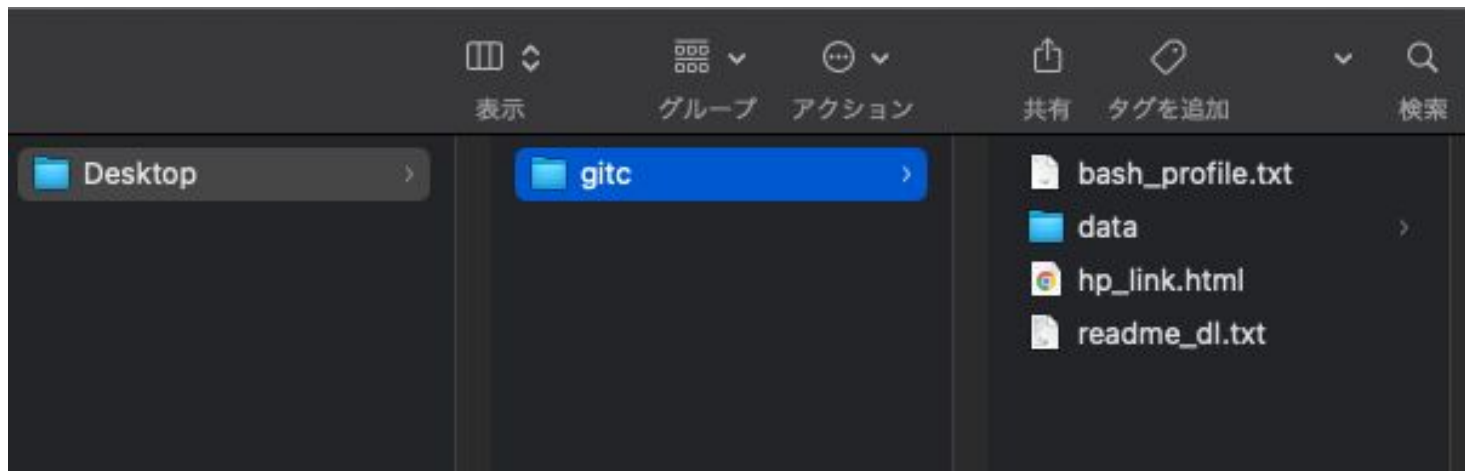 表示 グループ アクション 共有 タグを追加 検索
Desktop gitc bash_profile.txt
data
hp_link.html
readme_dl.txt